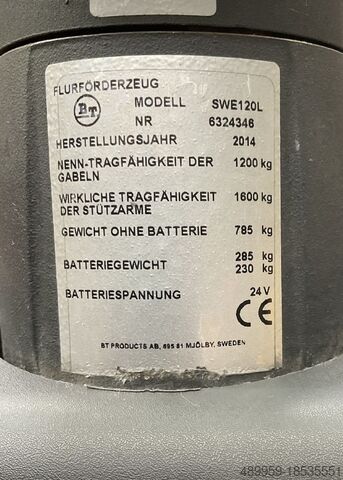 FLURFÖRDERZEUG
BT
MODELL SWE120L
NR 6324346
HERSTELLUNGSJAHR 2014
NENN-TRAGFÄHIGKEIT DER GABELN 1200 kg
WIRKLICHE TRAGFÄHIGKEIT DER STÜTZARME 1600 kg
GEWICHT OHNE BATTERIE 785 kg
BATTERIEGEWICHT 285 kg
230 kg
BATTERIESPANNUNG 24 V
CE
BT PRODUCTS AB, 695 81 MJÖLBY, SWEDEN
489959-18535551